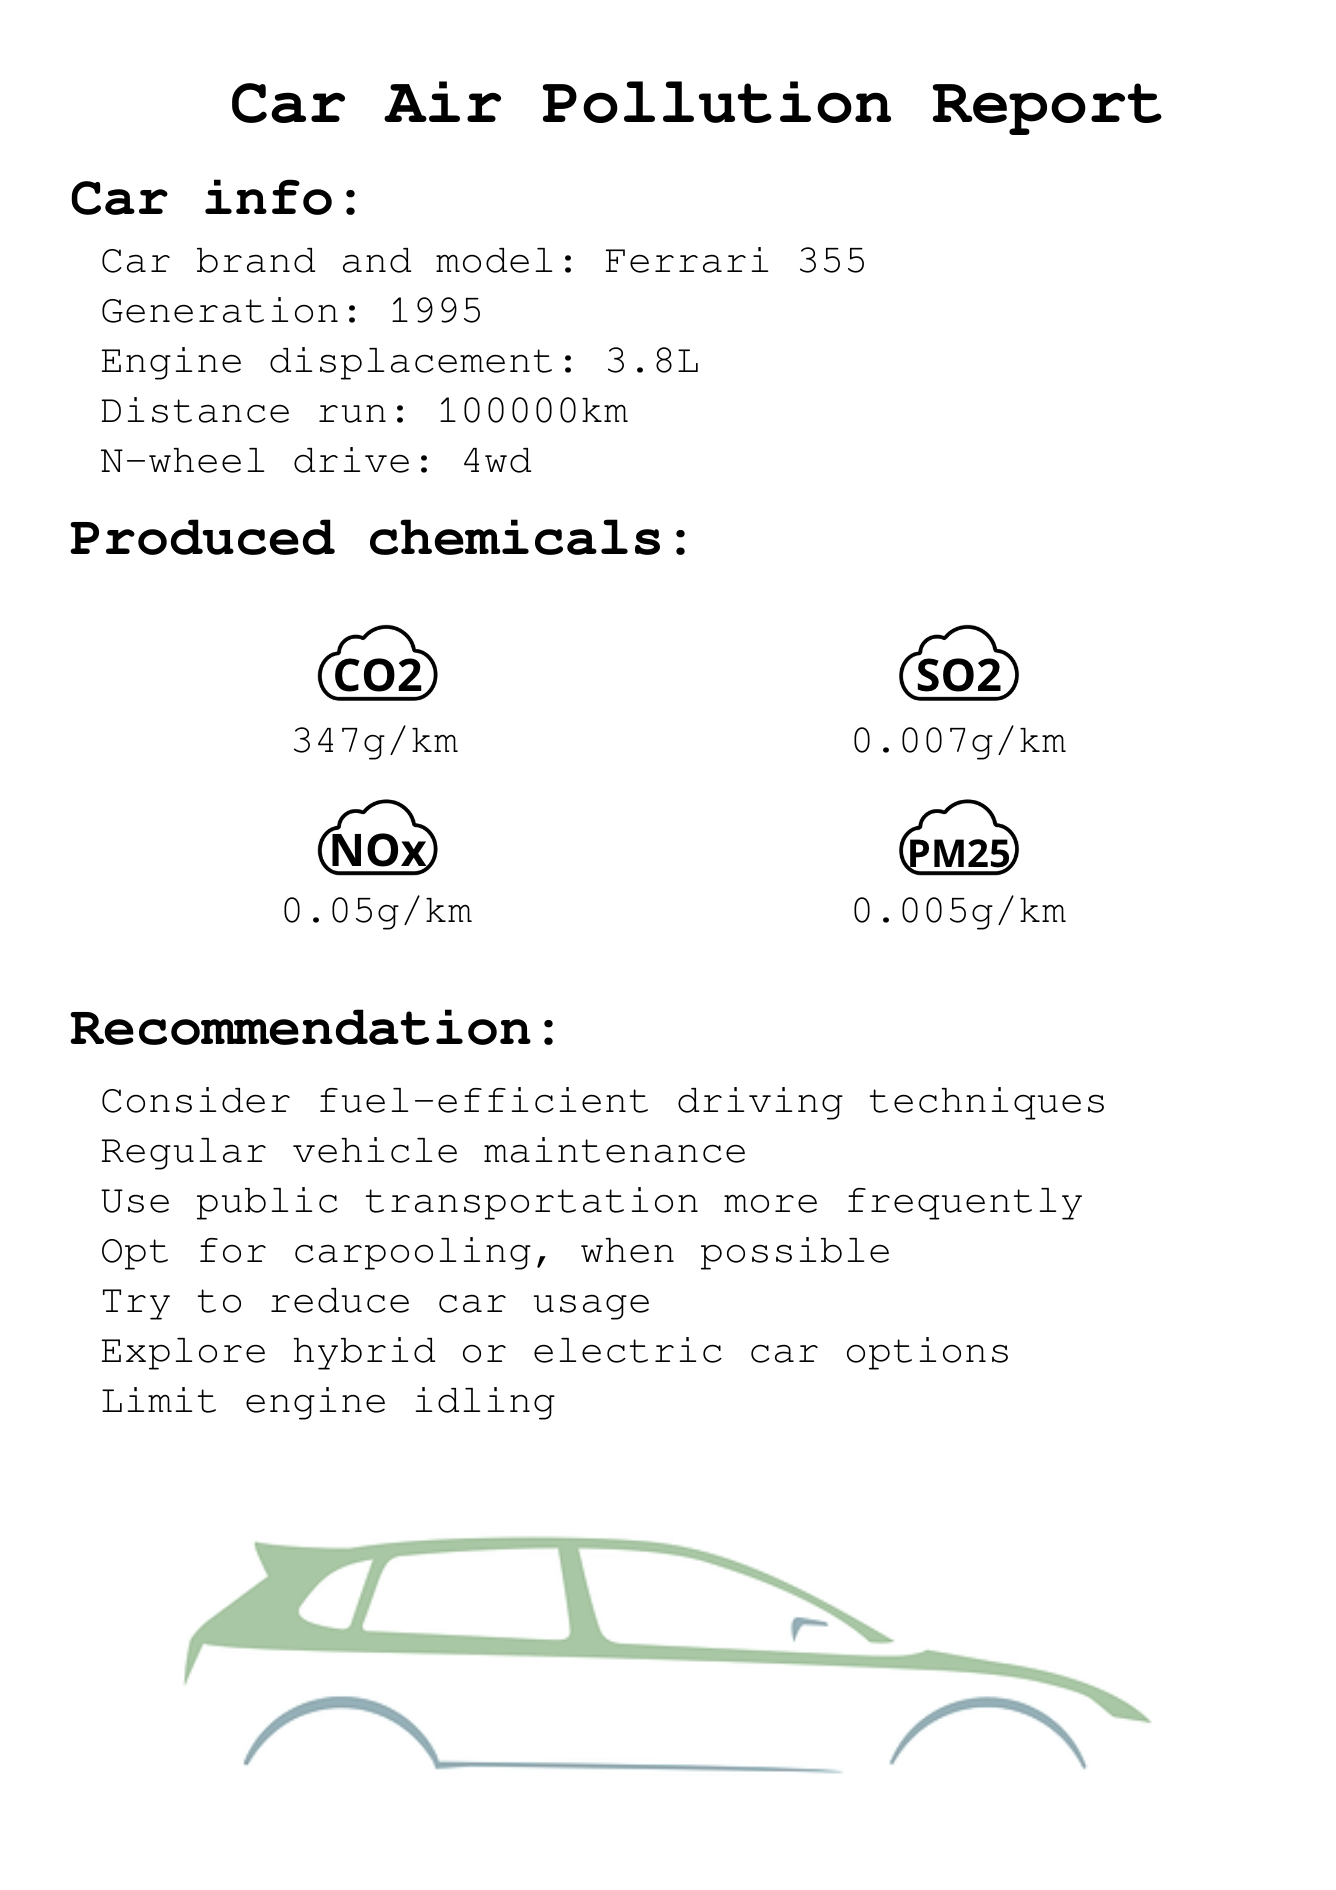 Car Air Pollution Report
Car info:
Car brand and model: Ferrari 355
Generation: 1995
Engine displacement: 3.8L
Distance run: 100000km
N-wheel drive: 4wd
Produced chemicals:
CO2 SO2
347g/km 0.007g/km
NOx PM25
0.05g/km 0.005g/km
Recommendation:
Consider fuel-efficient driving techniques
Regular vehicle maintenance
Use public transportation more frequently
Opt for carpooling, when possible
Try to reduce car usage
Explore hybrid or electric car options
Limit engine idling